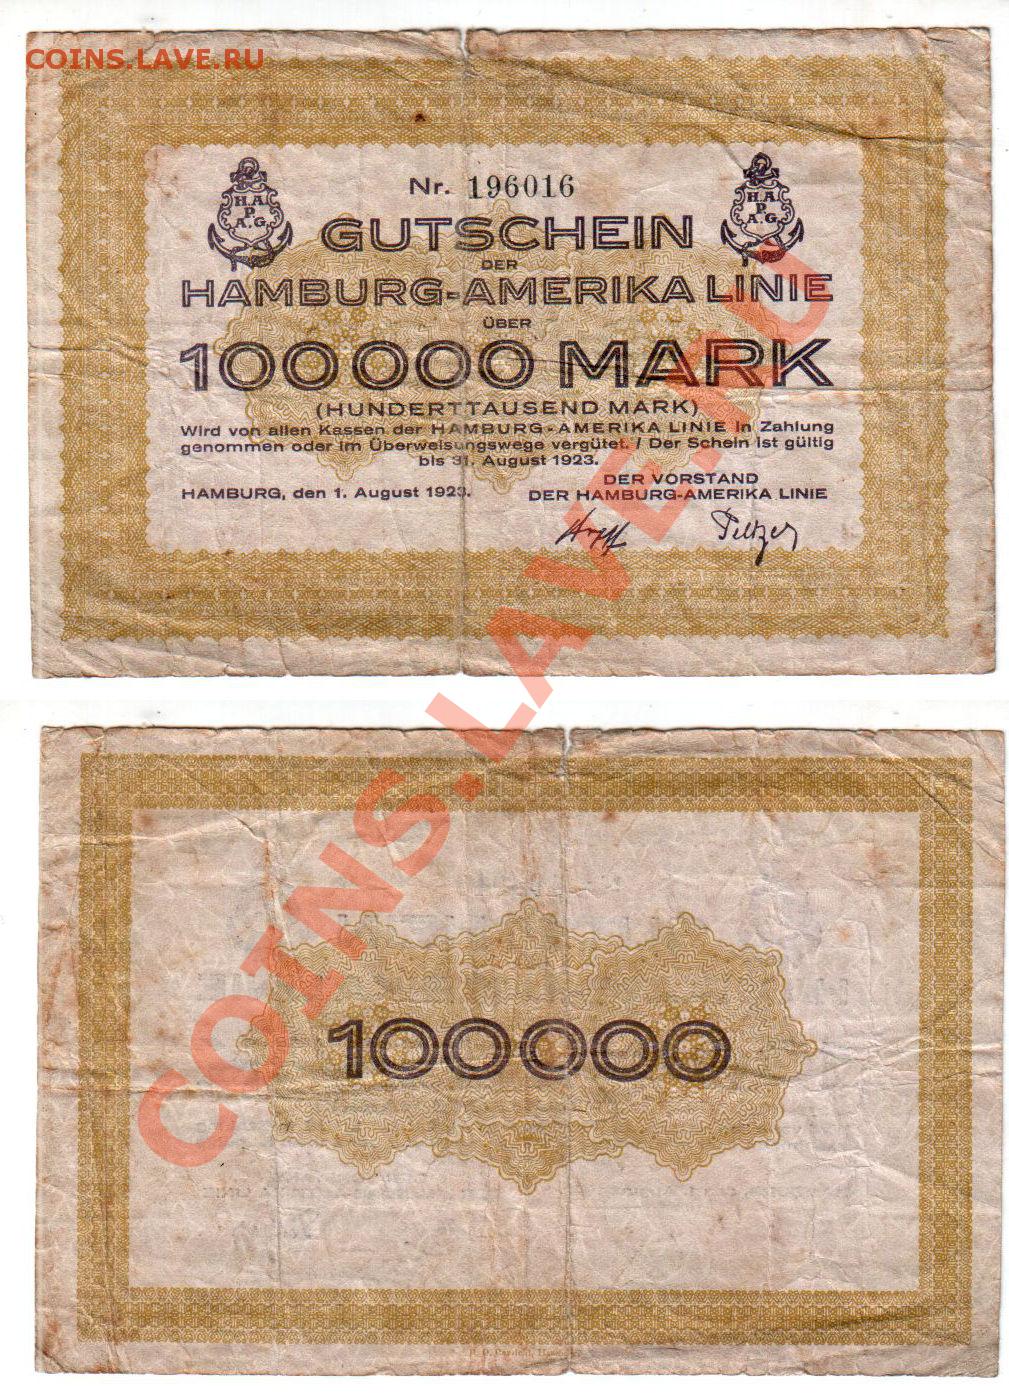 COINS.LAVE.RU
Nr. 196016
H.A.
P.
A.G
H.A.
P.
A.G
GUTSCHEIN
DER
HAMBURG-AMERIKA LINIE
ÜBER
100000 MARK
(HUNDERTTAUSEND MARK)
Wird von allen Kassen der HAMBURG-AMERIKA LINIE in Zahlung
genommen oder im Überweisungswege vergütet. / Der Schein ist gültig
bis 31. August 1923.
HAMBURG, den 1. August 1923.
DER VORSTAND
DER HAMBURG-AMERIKA LINIE
Peltzer
COINS.LAVE.RU
100000